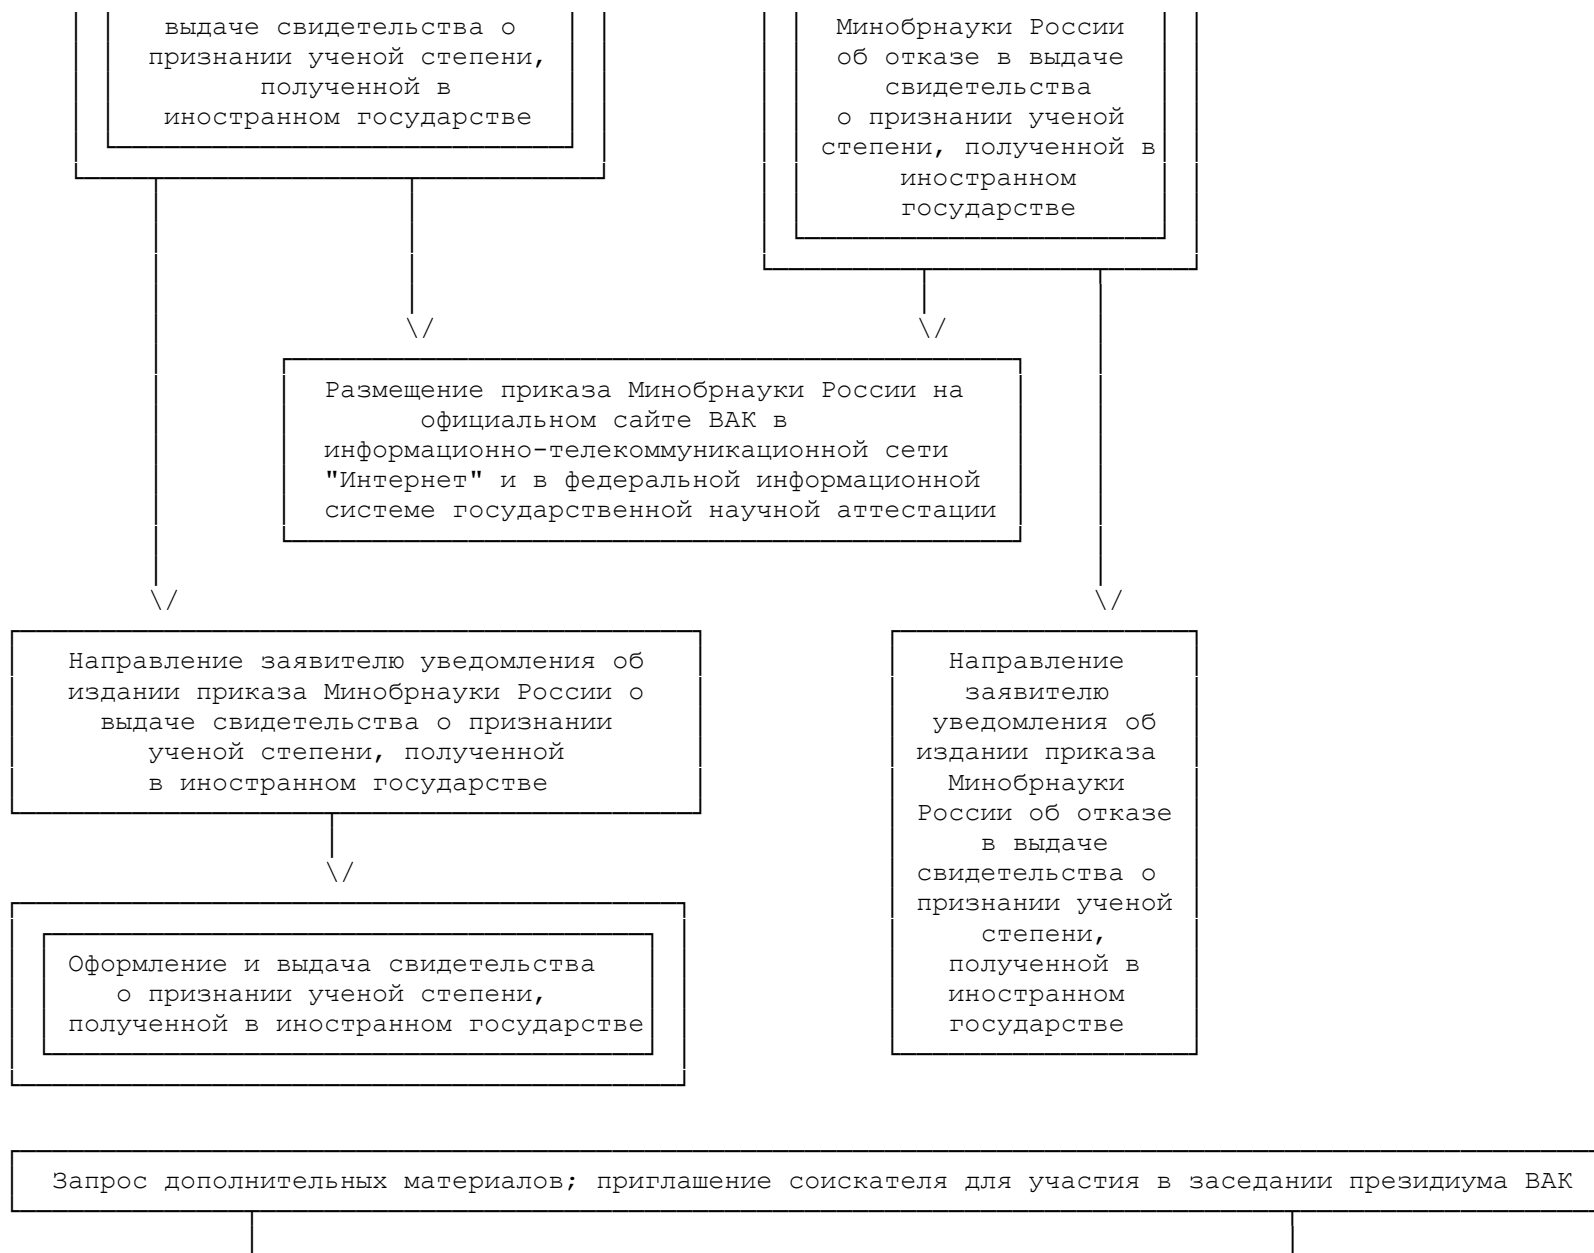 выдаче свидетельства о
признании ученой степени,
полученной в
иностранном государстве
Минобрнауки России
об отказе в выдаче
свидетельства
о признании ученой
степени, полученной в
иностранном
государстве
Размещение приказа Минобрнауки России на
официальном сайте ВАК в
информационно-телекоммуникационной сети
"Интернет" и в федеральной информационной
системе государственной научной аттестации
Направление заявителю уведомления об
издании приказа Минобрнауки России о
выдаче свидетельства о признании
ученой степени, полученной
в иностранном государстве
Направление
заявителю
уведомления об
издании приказа
Минобрнауки
России об отказе
в выдаче
свидетельства о
признании ученой
степени,
полученной в
иностранном
государстве
Оформление и выдача свидетельства
о признании ученой степени,
полученной в иностранном государстве
Запрос дополнительных материалов; приглашение соискателя для участия в заседании президиума ВАК